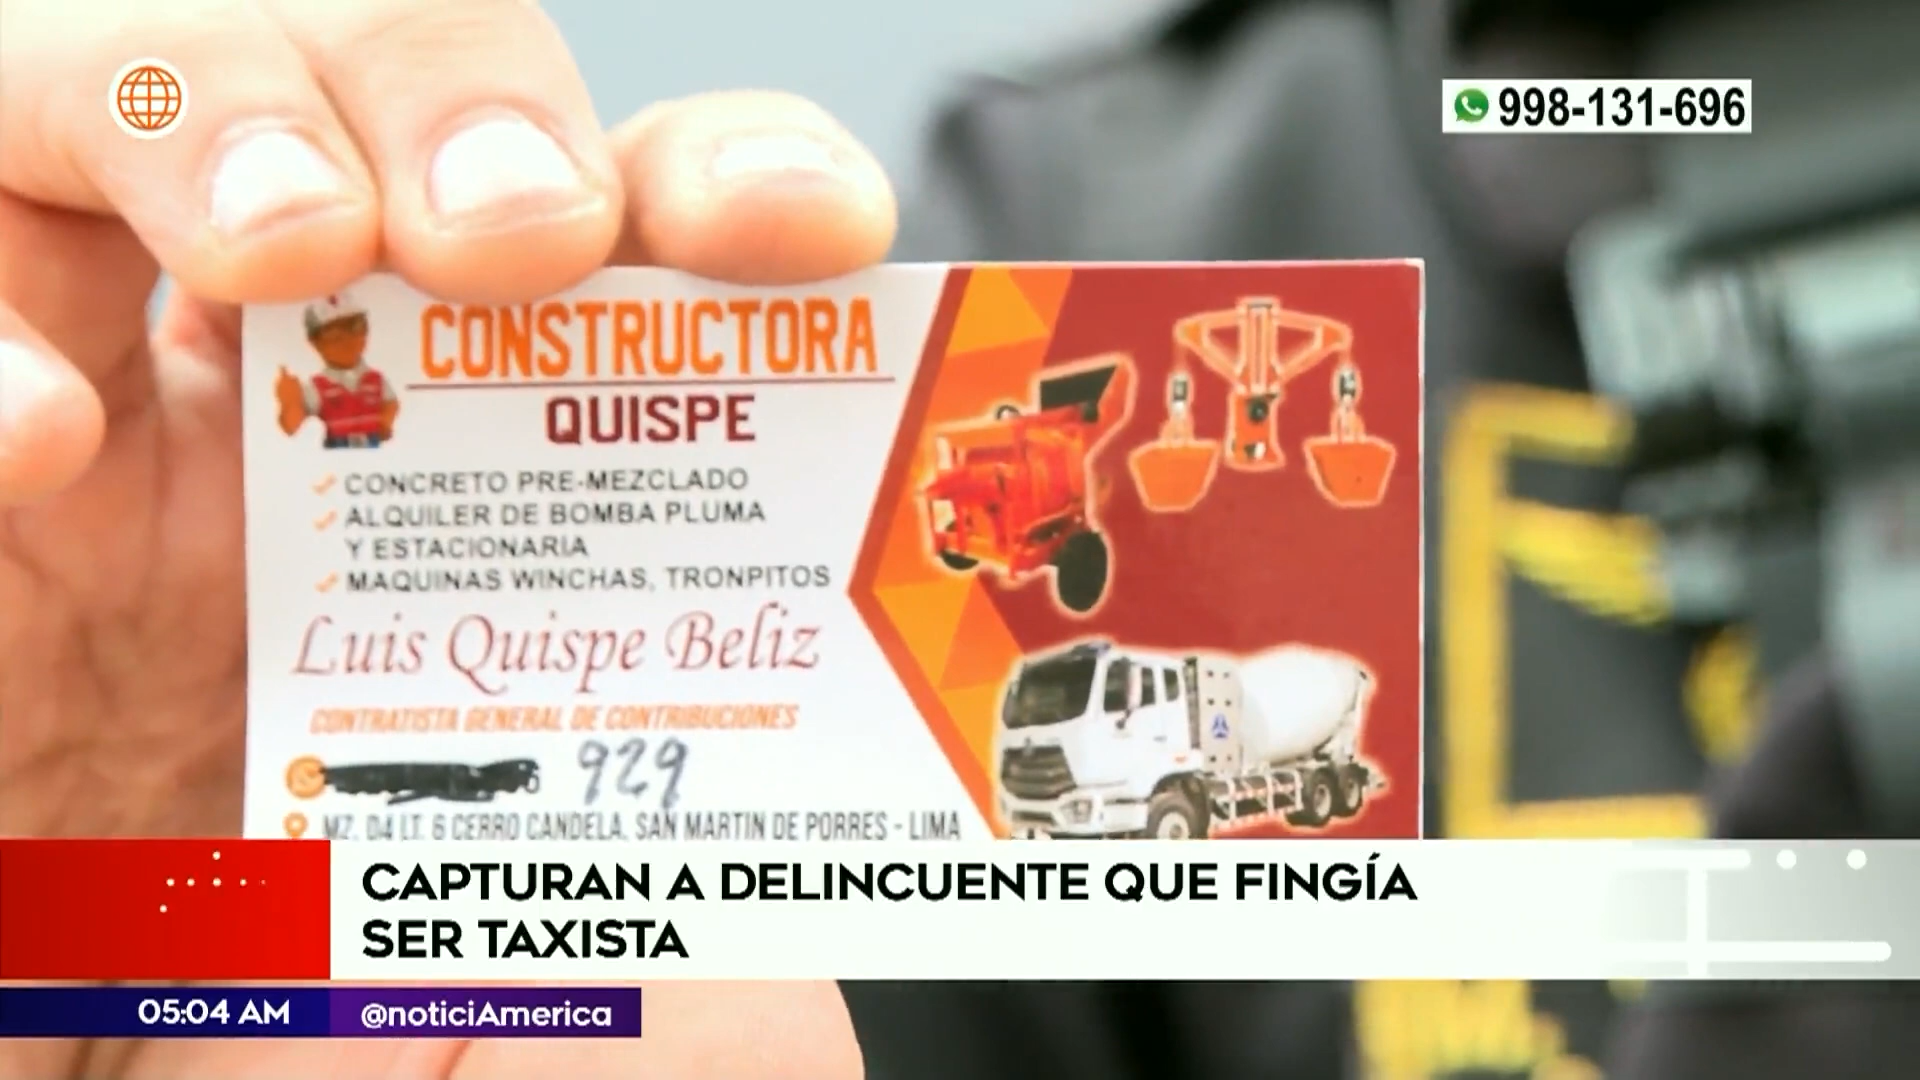 998-131-696
CONSTRUCTORA
QUISPE
CONCRETO PRE-MEZCLADO
ALQUILER DE BOMBA PLUMA
Y ESTACIONARIA
MAQUINAS WINCHAS, TRONPITOS
Luis Quispe Beliz
CONTRATISTA GENERAL DE CONTRIBUCIONES
929
MZ. D4 LT. 6 CERRO CANDELA. SAN MARTIN DE PORRES - LIMA
CAPTURAN A DELINCUENTE QUE FINGÍA
SER TAXISTA
05:04 AM
@noticiAmerica